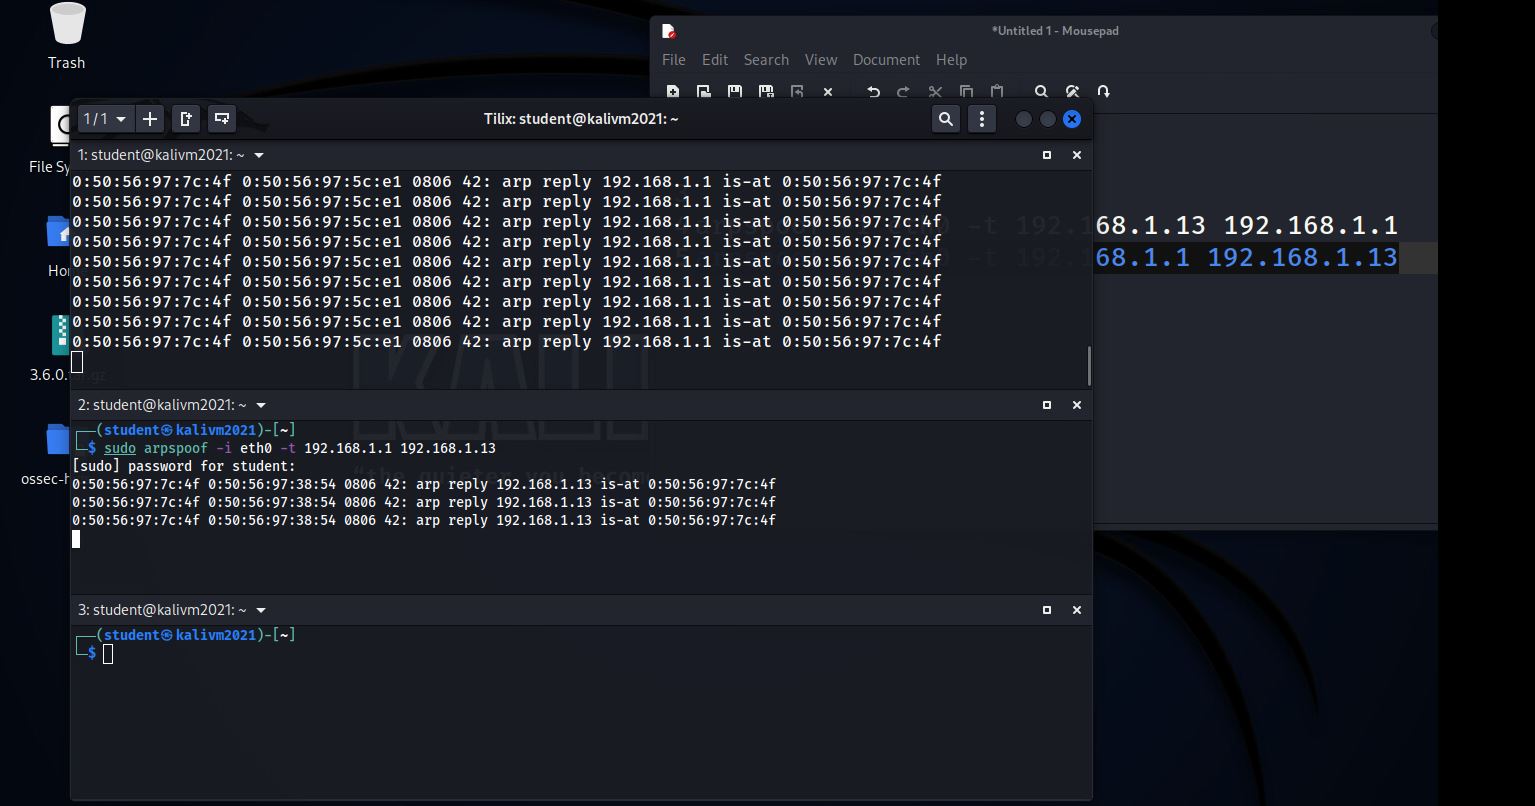 Trash
File Sy
Ho
3.6.0.tar.gz
ossec-h
*Untitled 1 - Mousepad
File Edit Search View Document Help
-t 192.168.1.13 192.168.1.1
-t 192.168.1.1 192.168.1.13
1 / 1
Tilix: student@kalivm2021: ~
1: student@kalivm2021: ~
0:50:56:97:7c:4f 0:50:56:97:5c:e1 0806 42: arp reply 192.168.1.1 is-at 0:50:56:97:7c:4f
0:50:56:97:7c:4f 0:50:56:97:5c:e1 0806 42: arp reply 192.168.1.1 is-at 0:50:56:97:7c:4f
0:50:56:97:7c:4f 0:50:56:97:5c:e1 0806 42: arp reply 192.168.1.1 is-at 0:50:56:97:7c:4f
0:50:56:97:7c:4f 0:50:56:97:5c:e1 0806 42: arp reply 192.168.1.1 is-at 0:50:56:97:7c:4f
0:50:56:97:7c:4f 0:50:56:97:5c:e1 0806 42: arp reply 192.168.1.1 is-at 0:50:56:97:7c:4f
0:50:56:97:7c:4f 0:50:56:97:5c:e1 0806 42: arp reply 192.168.1.1 is-at 0:50:56:97:7c:4f
0:50:56:97:7c:4f 0:50:56:97:5c:e1 0806 42: arp reply 192.168.1.1 is-at 0:50:56:97:7c:4f
0:50:56:97:7c:4f 0:50:56:97:5c:e1 0806 42: arp reply 192.168.1.1 is-at 0:50:56:97:7c:4f
0:50:56:97:7c:4f 0:50:56:97:5c:e1 0806 42: arp reply 192.168.1.1 is-at 0:50:56:97:7c:4f
KALI
2: student@kalivm2021: ~
(student㉿kalivm2021)-[~]
$ sudo arpspoof -i eth0 -t 192.168.1.1 192.168.1.13
[sudo] password for student:
"the quieter you become
0:50:56:97:7c:4f 0:50:56:97:38:54 0806 42: arp reply 192.168.1.13 is-at 0:50:56:97:7c:4f
0:50:56:97:7c:4f 0:50:56:97:38:54 0806 42: arp reply 192.168.1.13 is-at 0:50:56:97:7c:4f
0:50:56:97:7c:4f 0:50:56:97:38:54 0806 42: arp reply 192.168.1.13 is-at 0:50:56:97:7c:4f
3: student@kalivm2021: ~
(student㉿kalivm2021)-[~]
$